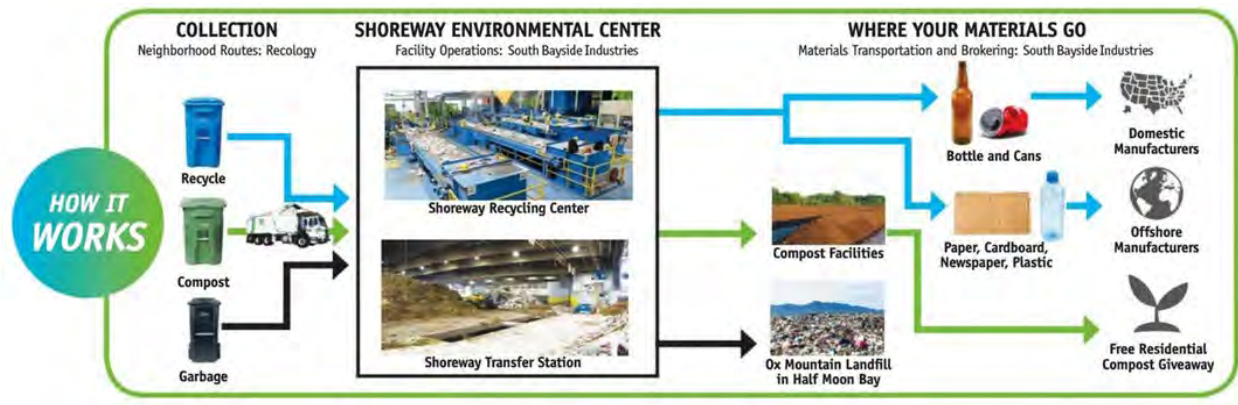 HOW IT
WORKS
COLLECTION
Neighborhood Routes: Recology
Recycle
Compost
Garbage
SHOREWAY ENVIRONMENTAL CENTER
Facility Operations: South Bayside Industries
Shoreway Recycling Center
Shoreway Transfer Station
WHERE YOUR MATERIALS GO
Materials Transportation and Brokering: South Bayside Industries
Bottle and Cans
Domestic
Manufacturers
Paper, Cardboard,
Newspaper, Plastic
Offshore
Manufacturers
Compost Facilities
Free Residential
Compost Giveaway
Ox Mountain Landfill
in Half Moon Bay